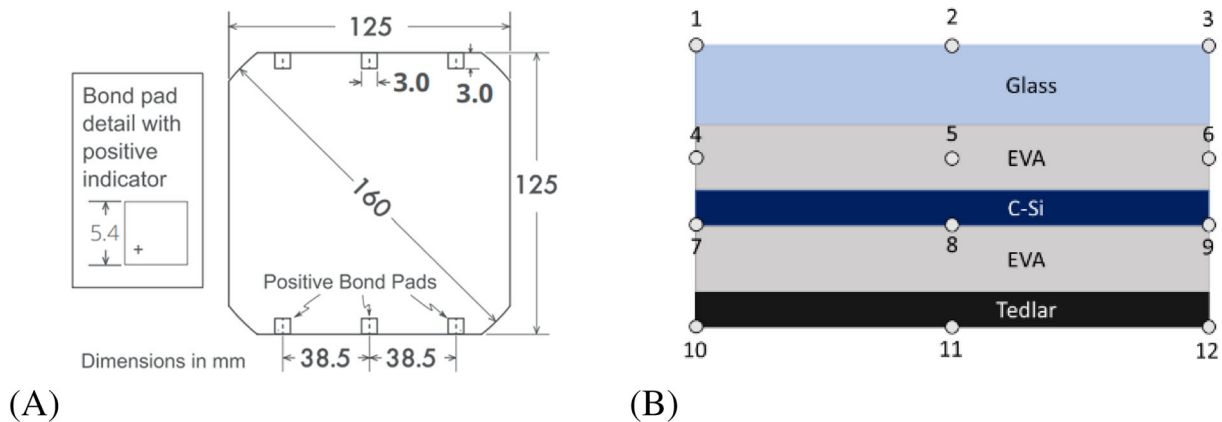 125
Bond pad
detail with
positive
indicator
5.4
+
3.0
3.0
160
125
Positive Bond Pads
Dimensions in mm
38.5
38.5
(A)
1
2
3
Glass
4
5
6
EVA
C-Si
7
8
9
EVA
Tedlar
10
11
12
(B)